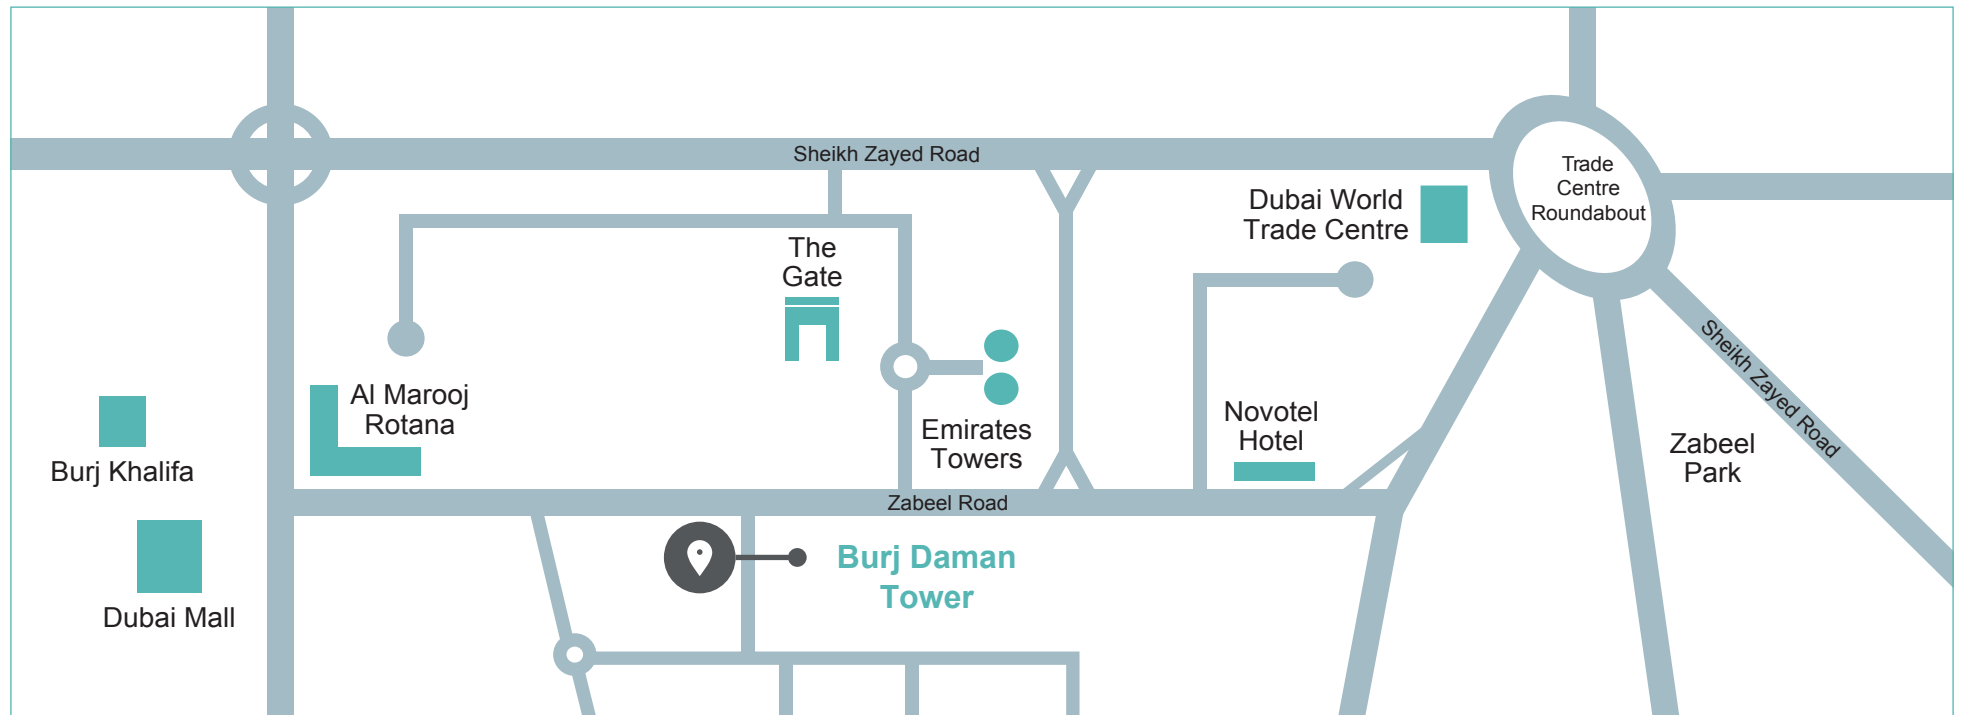 Sheikh Zayed Road
Trade
Centre
Roundabout
Dubai World
Trade Centre
The
Gate
Al Marooj
Rotana
Emirates
Towers
Novotel
Hotel
Sheikh Zayed Road
Zabeel
Park
Burj Khalifa
Zabeel Road
Burj Daman
Tower
Dubai Mall